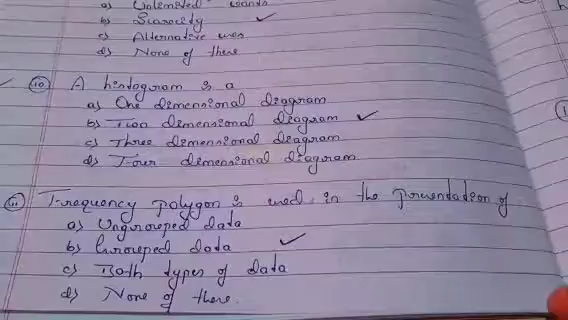 a) Unlimited wants
b) Scarcity ✓
c) Alternative uses
d) None of these
(10) A histogram is a
a) One dimensional diagram
b) Two dimensional diagram ✓
c) Three dimensional diagram
d) Four dimensional diagram
(11) Frequency polygon is used in the presentation of
a) Ungrouped data
b) Grouped data ✓
c) Both types of data
d) None of these.